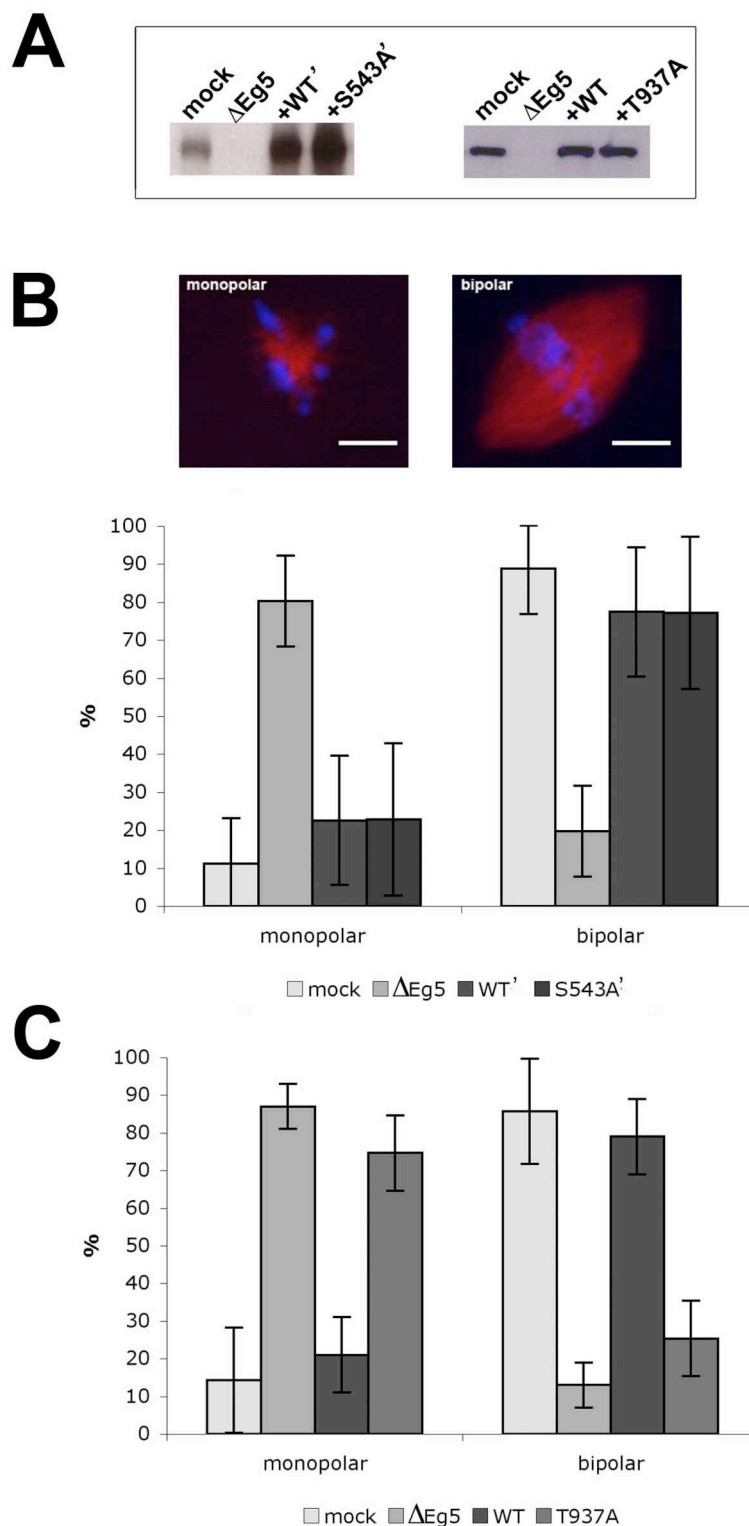 A
mock ΔEg5 +WT' +S543A' mock ΔEg5 +WT +T937A
B
monopolar bipolar
100
90
80
70
60
50
40
30
20
10
0
%
monopolar bipolar
mock ΔEg5 WT' S543A'
C
100
90
80
70
60
50
40
30
20
10
0
%
monopolar bipolar
mock ΔEg5 WT T937A